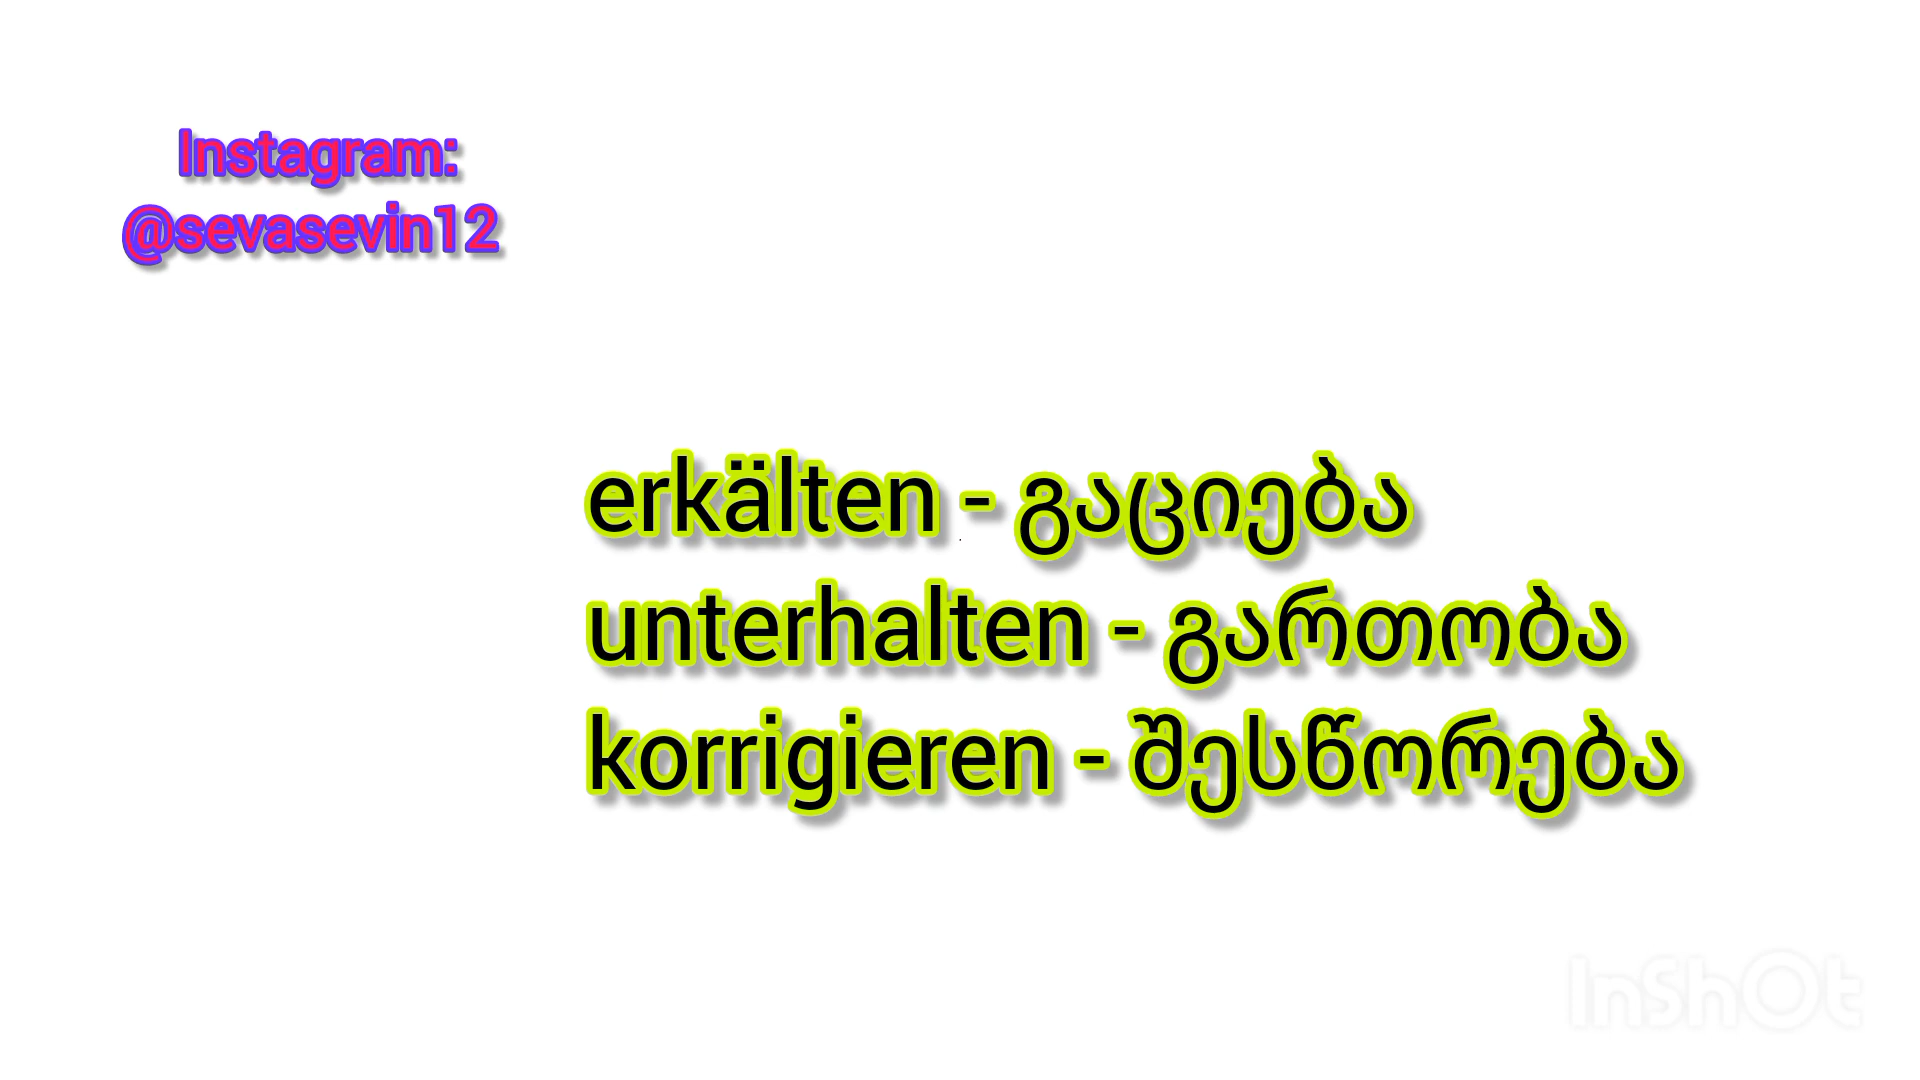 Instagram:
@sevasevin12
erkälten - გაციება
unterhalten - გართობა
korrigieren - შესწორება
InShOt